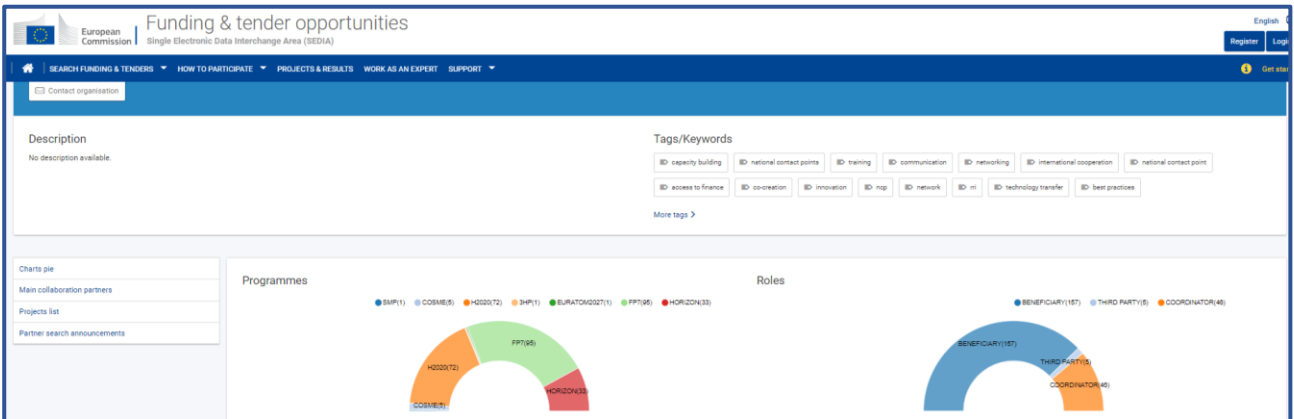 European
Commission
Funding & tender opportunities
Single Electronic Data Interchange Area (SEDIA)
English
Register
SEARCH FUNDING & TENDERS
HOW TO PARTICIPATE
PROJECTS & RESULTS
WORK AS AN EXPERT
SUPPORT
Contact organisation
Description
No description available.
Tags/Keywords
capacity building national contact points training communication networking international cooperation national contact point
access to finance co-creation innovation ncp network rri technology transfer best practices
More tags
Charts pie
Main collaboration partners
Projects list
Partner search announcements
Programmes
SMP(1) COSME(5) H2020(72) 3HP(1) EURATOM2027(1) FP7(95) HORIZON(33)
FP7(95)
H2020(72)
HORIZON(33)
COSME(5)
Roles
BENEFICIARY(157) THIRD PARTY(5) COORDINATOR(46)
BENEFICIARY(157)
THIRD PARTY(5)
COORDINATOR(46)